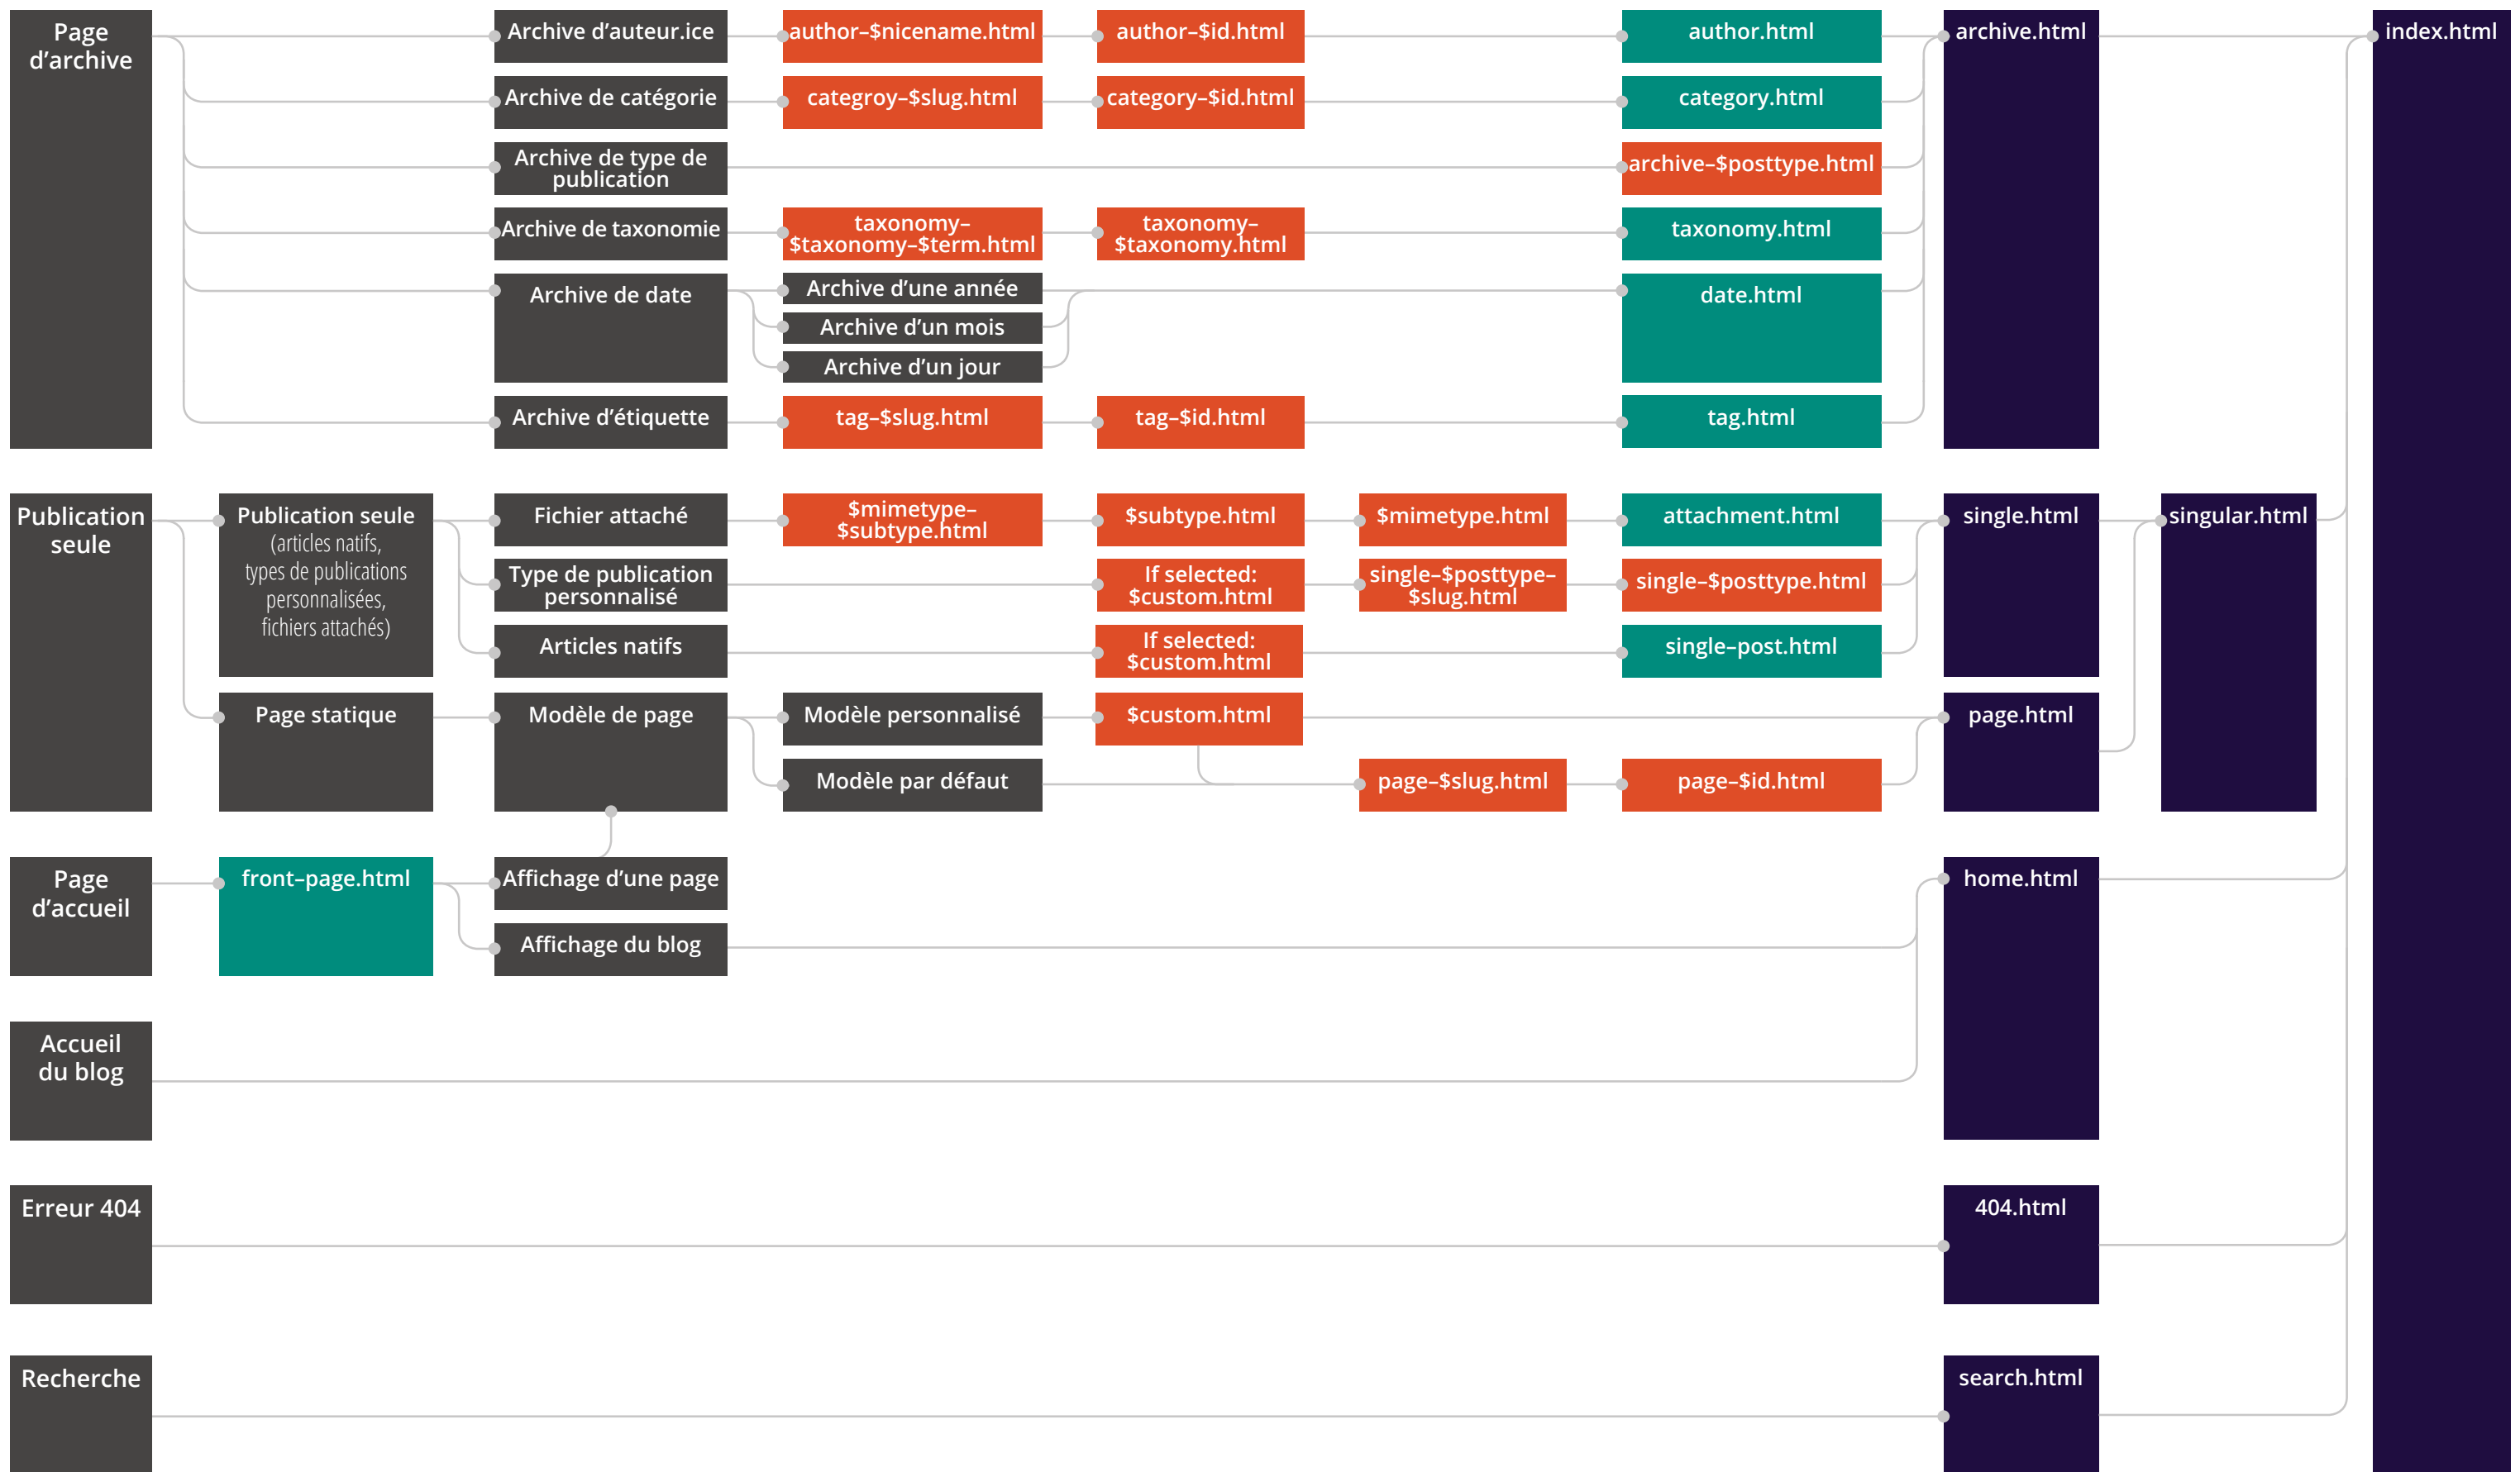 Page
d’archive
Archive d’auteur.ice
author–$nicename.html
author–$id.html
author.html
archive.html
index.html
Archive de catégorie
categroy–$slug.html
category–$id.html
category.html
Archive de type de
publication
archive–$posttype.html
Archive de taxonomie
taxonomy–
$taxonomy–$term.html
taxonomy–
$taxonomy.html
taxonomy.html
Archive de date
Archive d’une année
Archive d’un mois
Archive d’un jour
date.html
Archive d’étiquette
tag–$slug.html
tag–$id.html
tag.html
Publication
seule
Publication seule
(articles natifs,
types de publications
personnalisées,
fichiers attachés)
Fichier attaché
$mimetype–
$subtype.html
$subtype.html
$mimetype.html
attachment.html
single.html
singular.html
Type de publication
personnalisé
If selected:
$custom.html
single–$posttype–
$slug.html
single–$posttype.html
Articles natifs
If selected:
$custom.html
single–post.html
Page statique
Modèle de page
Modèle personnalisé
$custom.html
page.html
Modèle par défaut
page–$slug.html
page–$id.html
Page
d’accueil
front–page.html
Affichage d’une page
home.html
Affichage du blog
Accueil
du blog
Erreur 404
404.html
Recherche
search.html